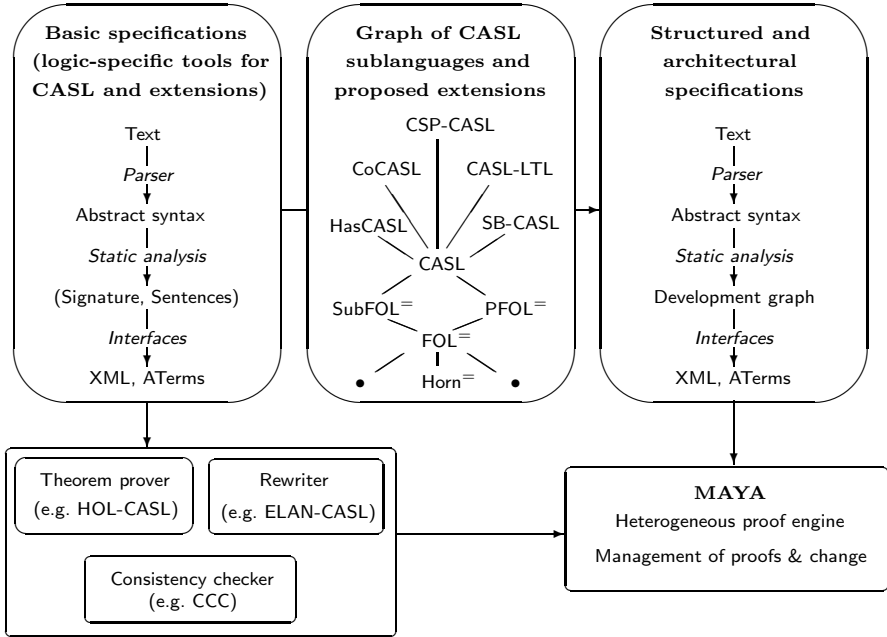 Basic specifications
(logic-specific tools for
CASL and extensions)
Text
Parser
Abstract syntax
Static analysis
(Signature, Sentences)
Interfaces
XML, ATerms
Graph of CASL
sublanguages and
proposed extensions
CSP-CASL
CoCASL
CASL-LTL
HasCASL
SB-CASL
CASL
SubFOL=
PFOL=
FOL=
Horn=
Structured and
architectural
specifications
Text
Parser
Abstract syntax
Static analysis
Development graph
Interfaces
XML, ATerms
Theorem prover
(e.g. HOL-CASL)
Rewriter
(e.g. ELAN-CASL)
Consistency checker
(e.g. CCC)
MAYA
Heterogeneous proof engine
Management of proofs & change